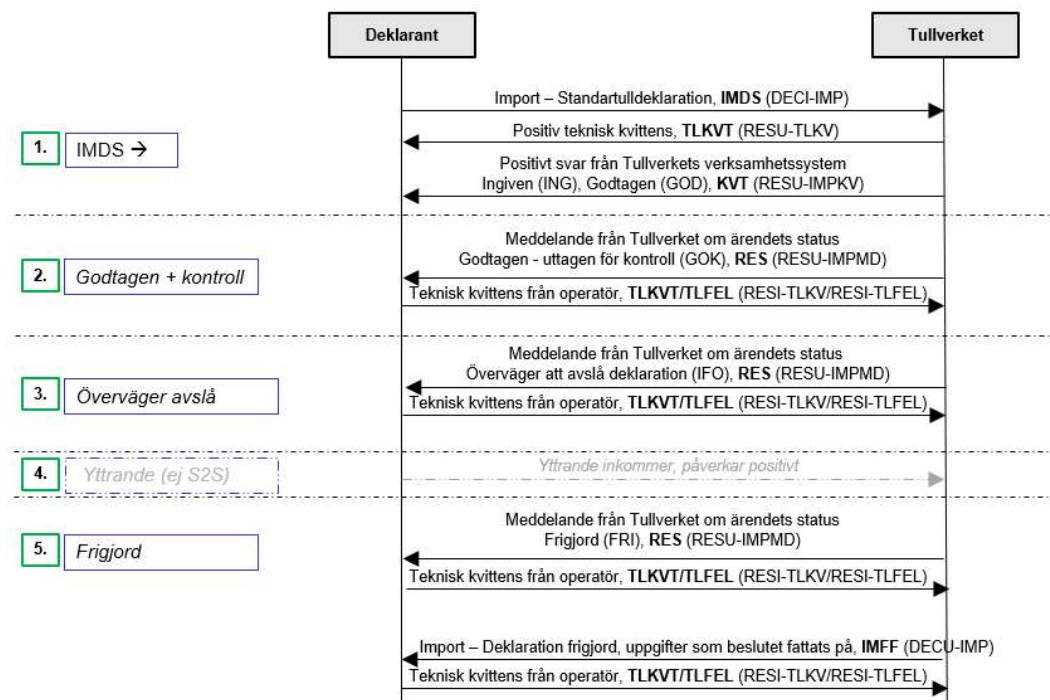 Deklarant
Tullverket
Import – Standartulldeklaration, IMDS (DECI-IMP)
Positiv teknisk kvittens, TLKVT (RESU-TLKV)
1.
IMDS →
Positivt svar från Tullverkets verksamhetssystem
Ingiven (ING), Godtagen (GOD), KVT (RESU-IMPKV)
Meddelande från Tullverket om ärendets status
2.
Godtagen + kontroll
Godtagen - uttagen för kontroll (GOK), RES (RESU-IMPMD)
Teknisk kvittens från operatör, TLKVT/TLFEL (RESI-TLKV/RESI-TLFEL)
Meddelande från Tullverket om ärendets status
3.
Överväger avslå
Överväger att avslå deklaration (IFO), RES (RESU-IMPMD)
Teknisk kvittens från operatör, TLKVT/TLFEL (RESI-TLKV/RESI-TLFEL)
4.
Yttrande (ej S2S)
Yttrande inkommer, påverkar positivt
Meddelande från Tullverket om ärendets status
5.
Frigjord
Frigjord (FRI), RES (RESU-IMPMD)
Teknisk kvittens från operatör, TLKVT/TLFEL (RESI-TLKV/RESI-TLFEL)
Import – Deklaration frigjord, uppgifter som beslutet fattats på, IMFF (DECU-IMP)
Teknisk kvittens från operatör, TLKVT/TLFEL (RESI-TLKV/RESI-TLFEL)